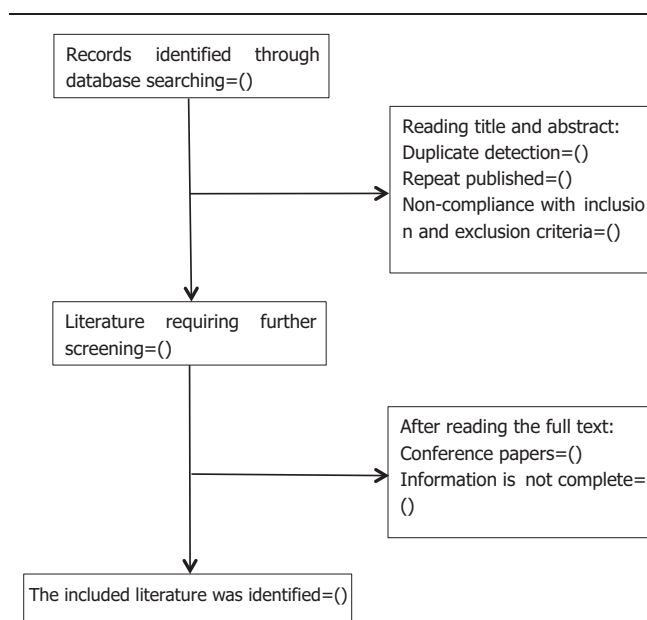 Records identified through
database searching=()
Reading title and abstract:
Duplicate detection=()
Repeat published=()
Non-compliance with inclusio
n and exclusion criteria=()
Literature requiring further
screening=()
After reading the full text:
Conference papers=()
Information is not complete=
()
The included literature was identified=()